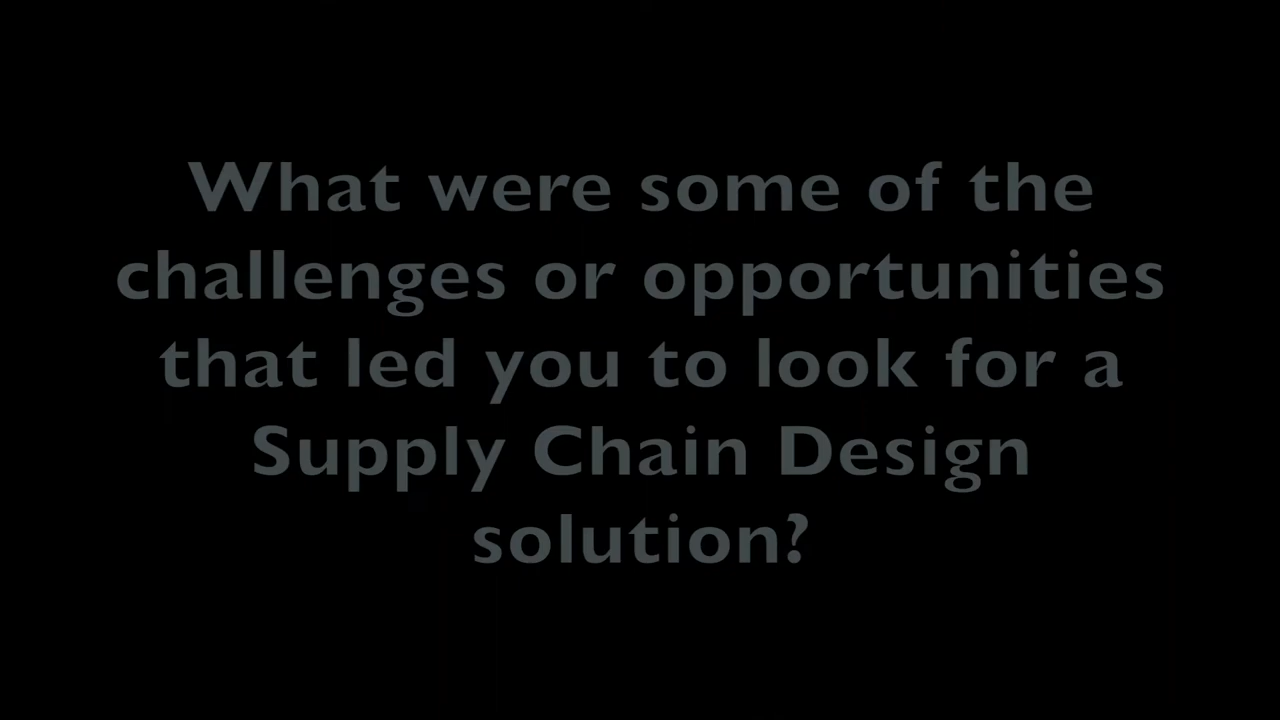 What were some of the
challenges or opportunities
that led you to look for a
Supply Chain Design
solution?